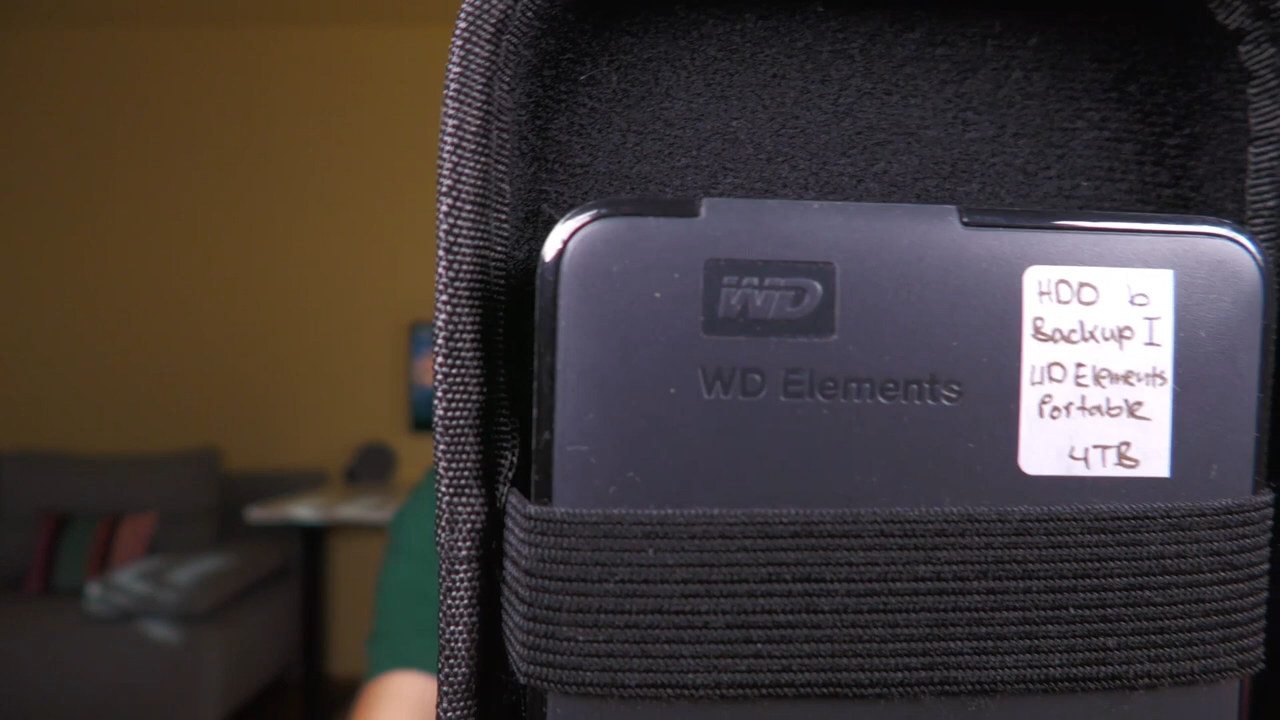 WD
WD Elements
HDD 6
Backup I
WD Elements
Portable
4TB